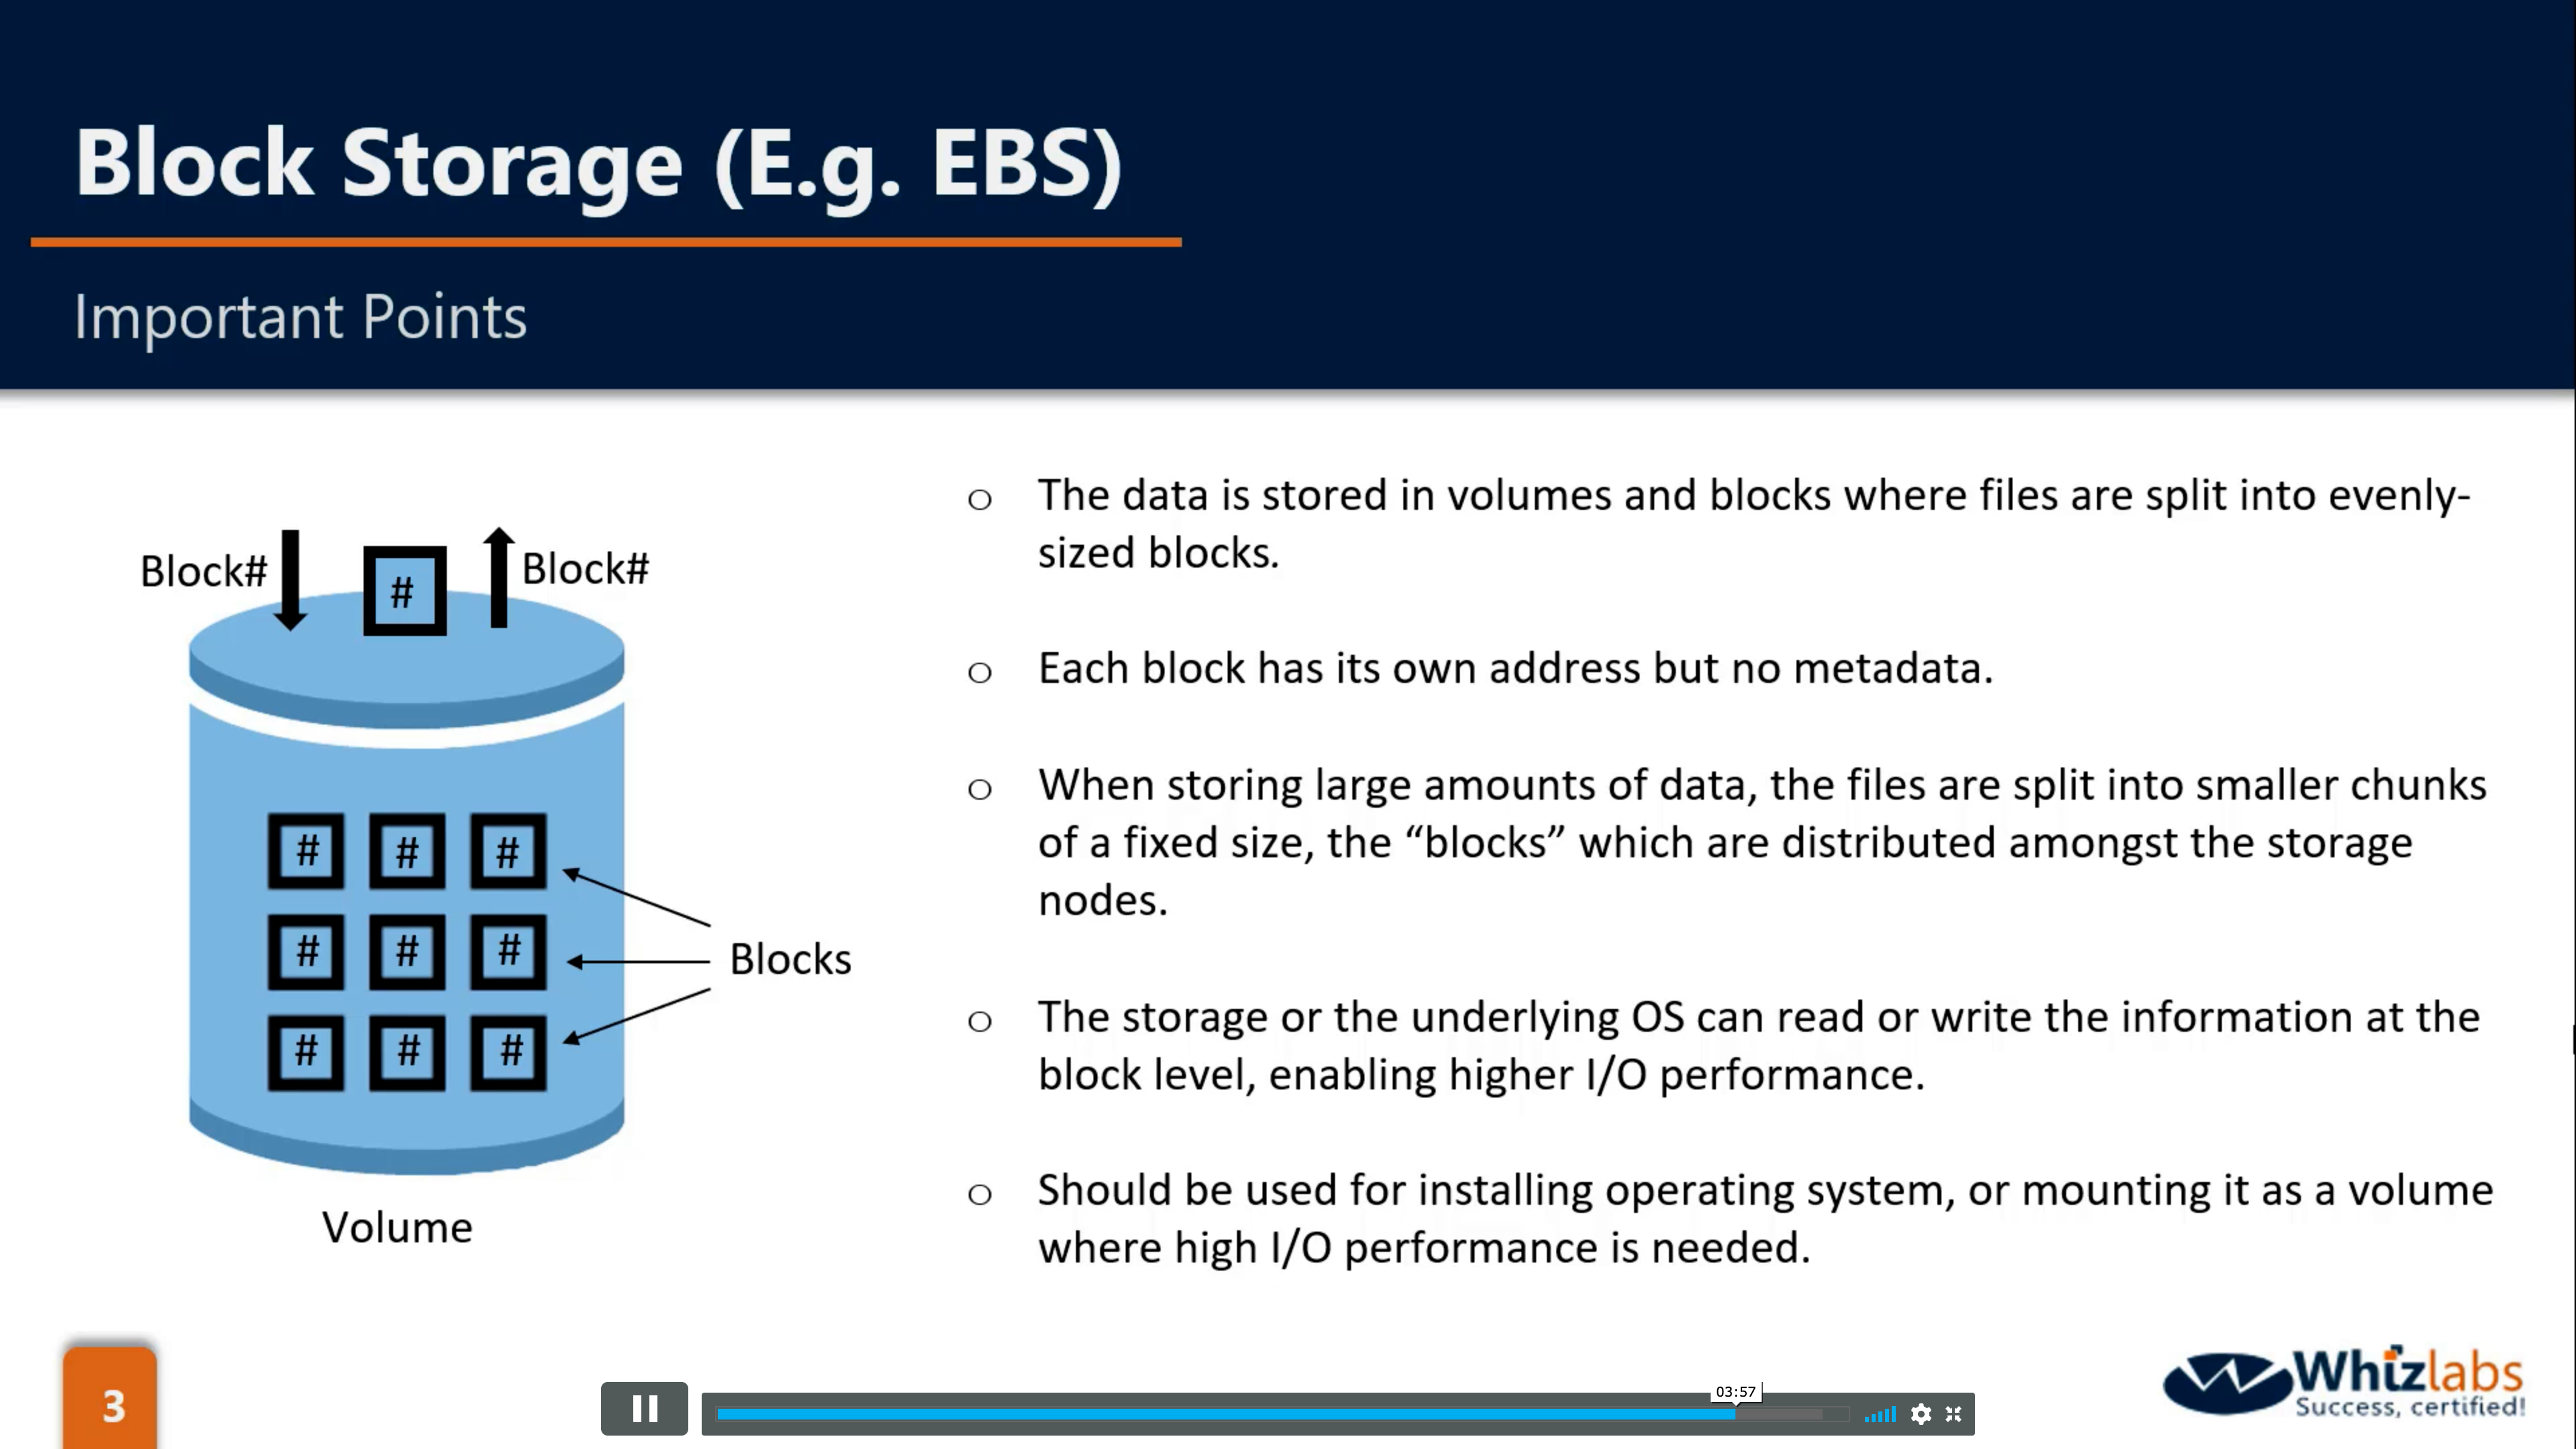 Block Storage (E.g. EBS)
Important Points
Block#
#
Block#
# # #
# # #
# # #
Blocks
Volume
o The data is stored in volumes and blocks where files are split into evenly-
sized blocks.
o Each block has its own address but no metadata.
o When storing large amounts of data, the files are split into smaller chunks
of a fixed size, the “blocks” which are distributed amongst the storage
nodes.
o The storage or the underlying OS can read or write the information at the
block level, enabling higher I/O performance.
o Should be used for installing operating system, or mounting it as a volume
where high I/O performance is needed.
3
03:57
Whizlabs
Success, certified!